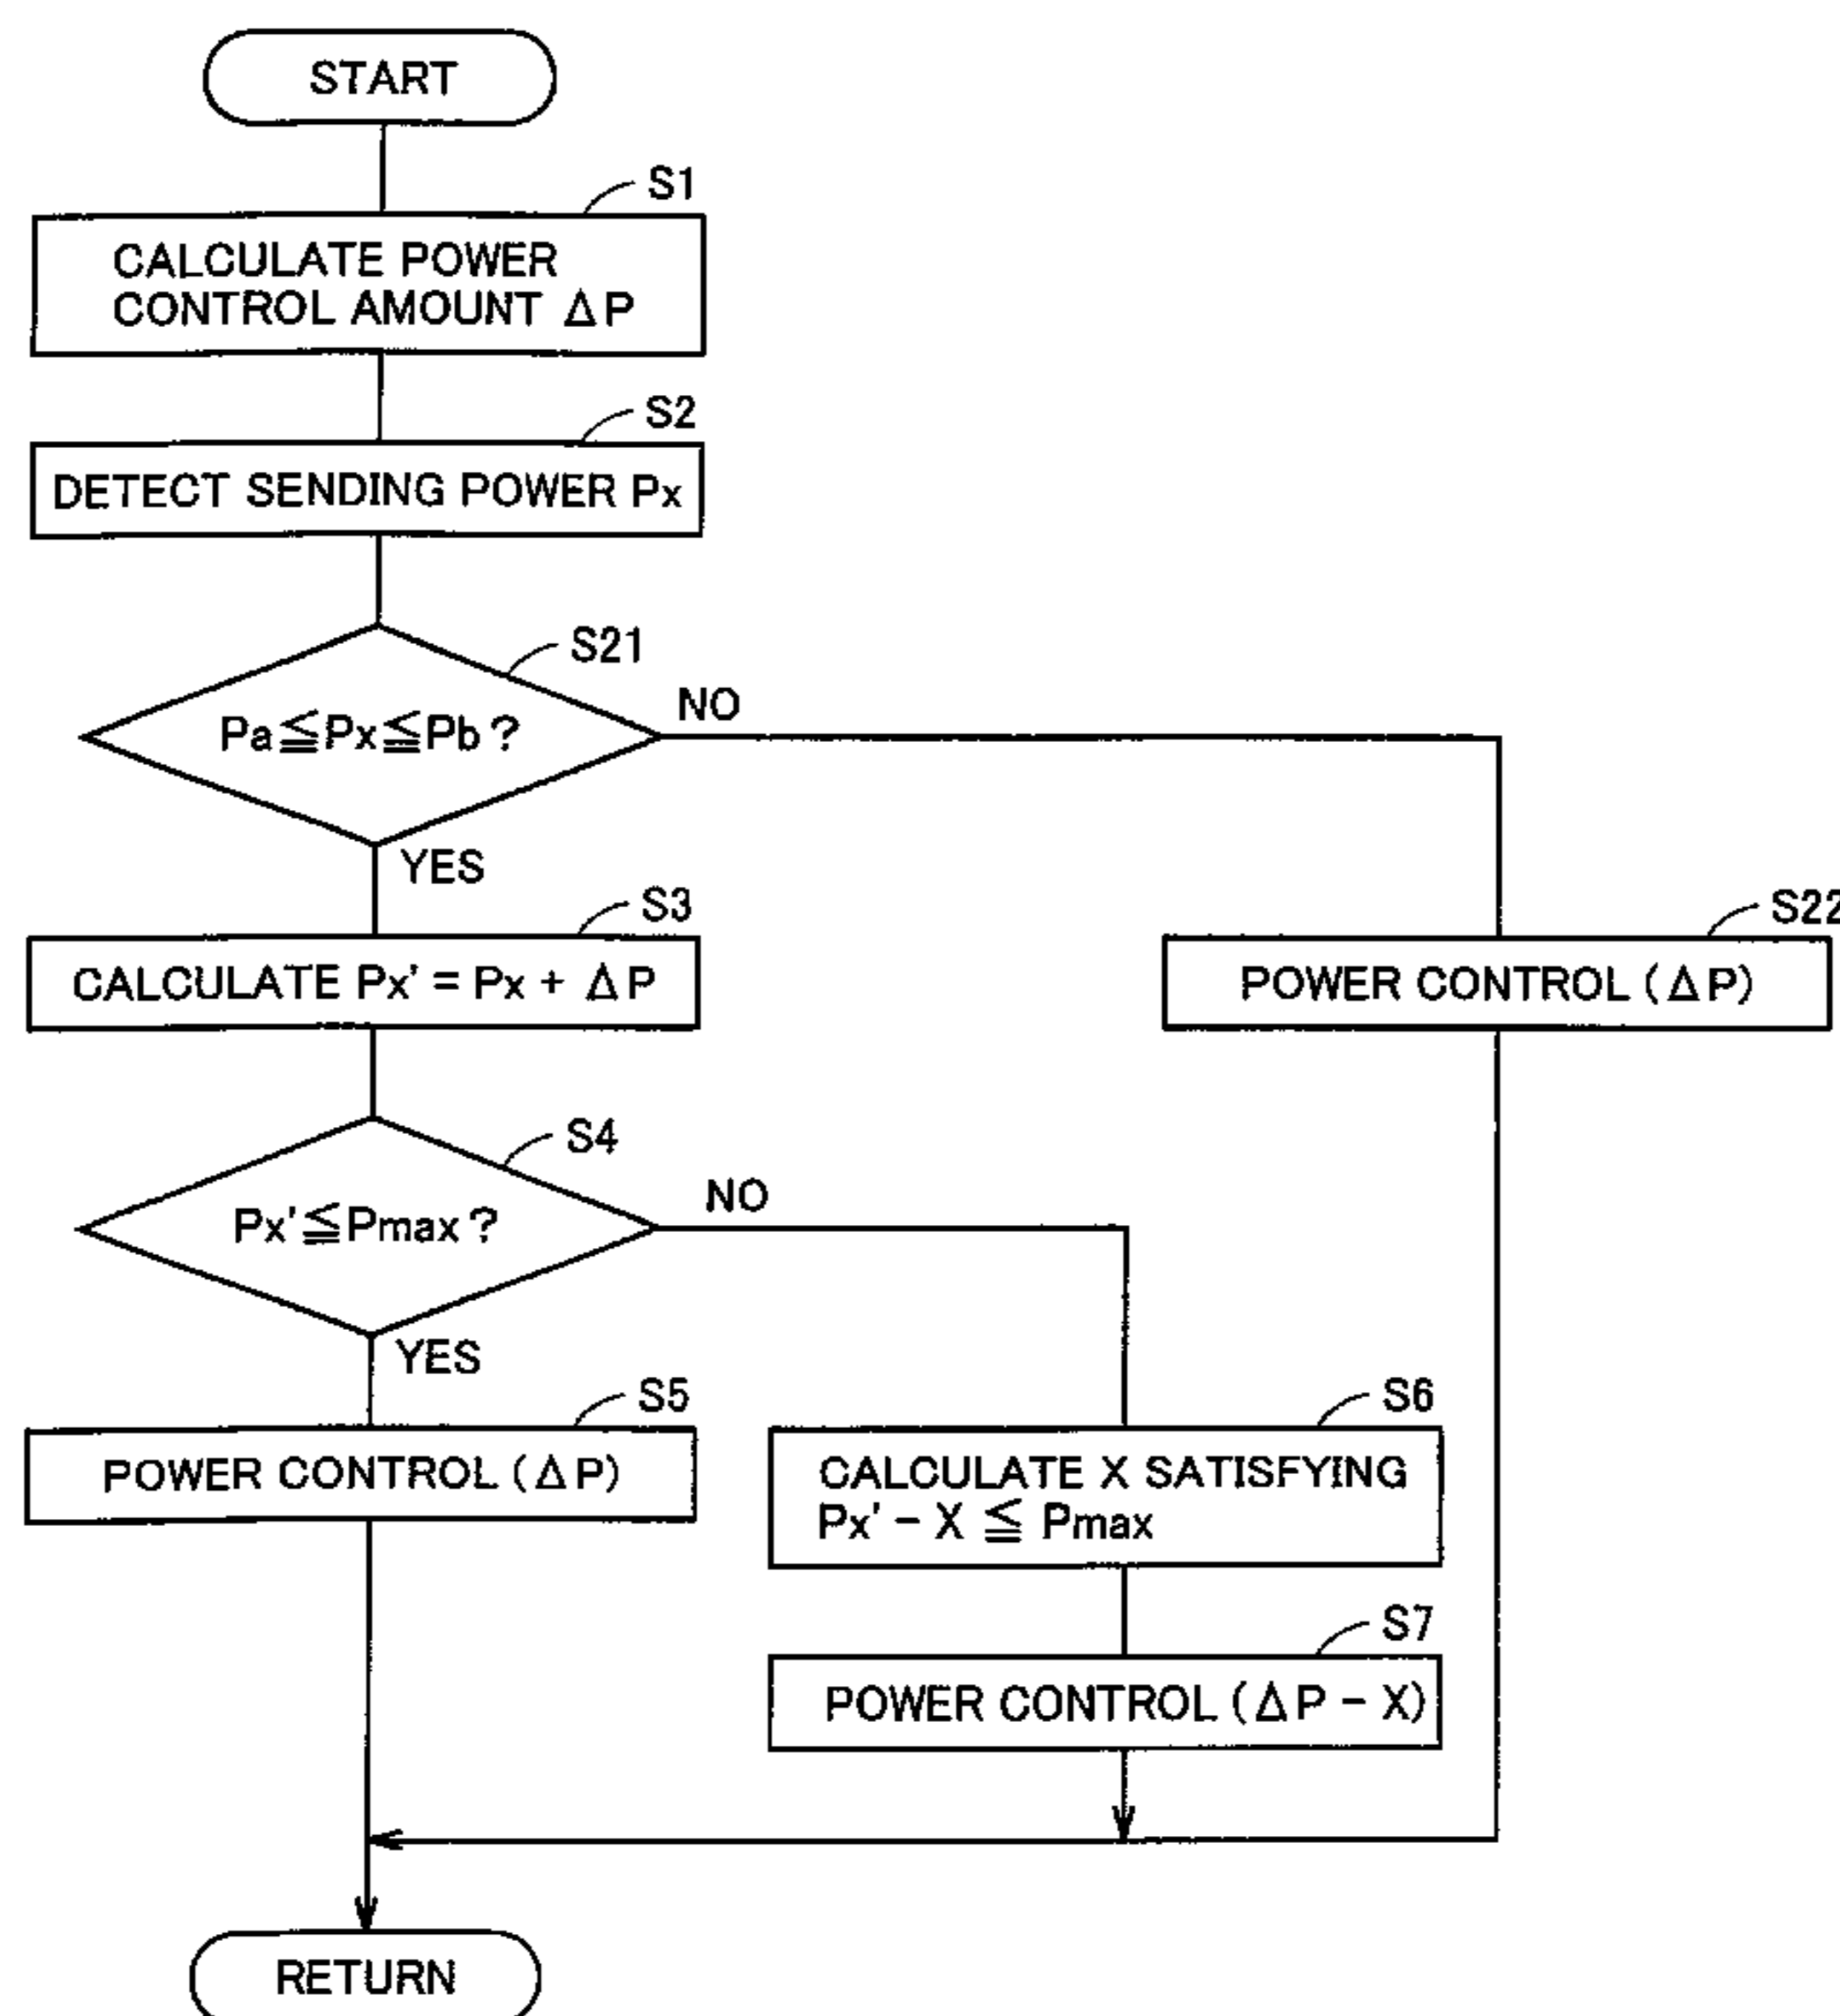 START
S1
CALCULATE POWER
CONTROL AMOUNT ΔP
S2
DETECT SENDING POWER Px
S21
Pa≦Px≦Pb?
NO
YES
S3
CALCULATE Px' = Px + ΔP
S22
POWER CONTROL (ΔP)
S4
Px'≦Pmax?
NO
YES
S5
POWER CONTROL (ΔP)
S6
CALCULATE X SATISFYING
Px' - X ≦ Pmax
S7
POWER CONTROL (ΔP - X)
RETURN